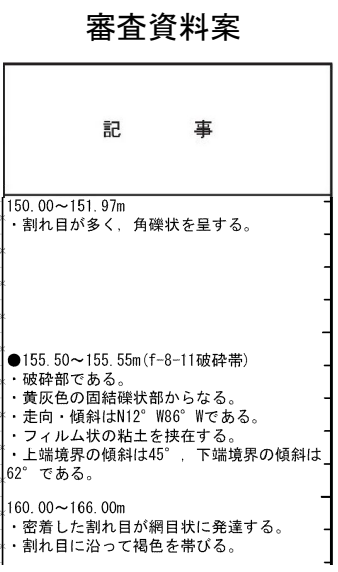 審査資料案
記　　事
150.00～151.97m
・割れ目が多く，角礫状を呈する。
●155.50～155.55m(f-8-11破砕帯)
・破砕部である。
・黄灰色の固結礫状部からなる。
・走向・傾斜はN12°W86°Wである。
・フィルム状の粘土を挟在する。
・上端境界の傾斜は45°，下端境界の傾斜は
62°である。
160.00～166.00m
・密着した割れ目が網目状に発達する。
・割れ目に沿って褐色を帯びる。